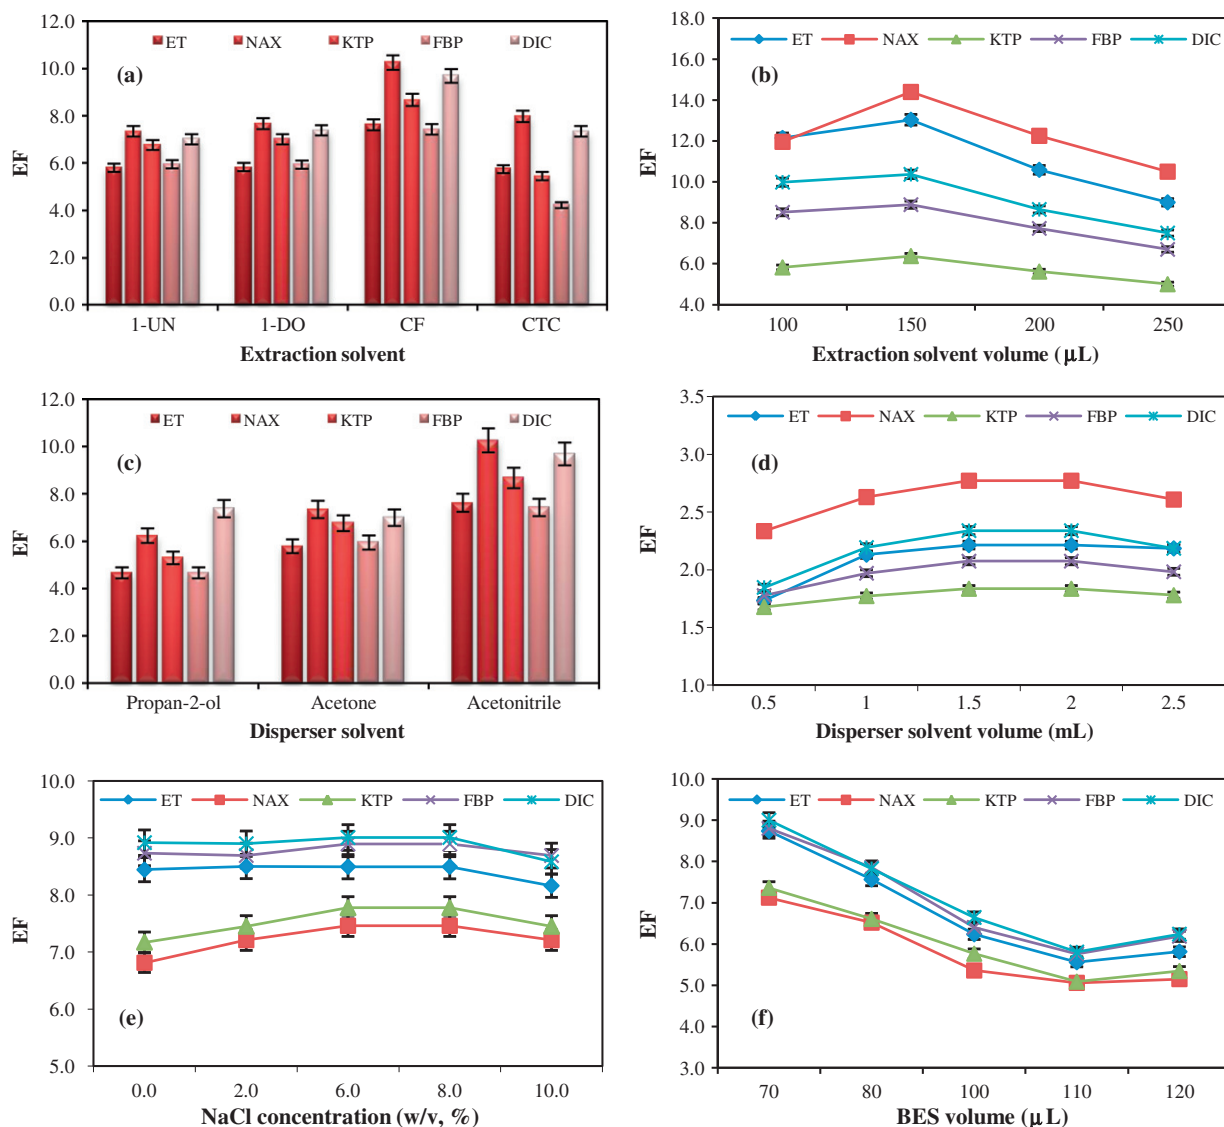 12.0
10.0
8.0
6.0
4.0
2.0
0.0
EF
ET NAX KTP FBP DIC
(a)
1-UN 1-DO CF CTC
Extraction solvent
18.0
16.0
14.0
12.0
10.0
8.0
6.0
4.0
EF
ET NAX KTP FBP DIC
(b)
100 150 200 250
Extraction solvent volume (μL)
12.0
10.0
8.0
6.0
4.0
2.0
0.0
EF
ET NAX KTP FBP DIC
(c)
Propan-2-ol Acetone Acetonitrile
Disperser solvent
3.5
3.0
2.5
2.0
1.5
1.0
EF
ET NAX KTP FBP DIC
(d)
0.5 1 1.5 2 2.5
Disperser solvent volume (mL)
10.0
9.0
8.0
7.0
6.0
5.0
EF
ET NAX KTP FBP DIC
(e)
0.0 2.0 6.0 8.0 10.0
NaCl concentration (w/v, %)
10.0
9.0
8.0
7.0
6.0
5.0
4.0
3.0
EF
ET NAX KTP FBP DIC
(f)
70 80 100 110 120
BES volume (μL)